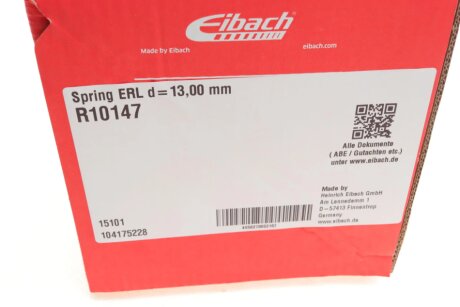 Eibach
Made by Eibach
eibach.com
Spring ERL d=13,00 mm
R10147
Alle Dokumente
( ABE / Gutachten etc.)
unter www.eibach.de
Made by
Heinrich Eibach GmbH
Am Lennedamm 1
D-57413 Finnentrop
Germany
www.eibach.de
15101
104175228